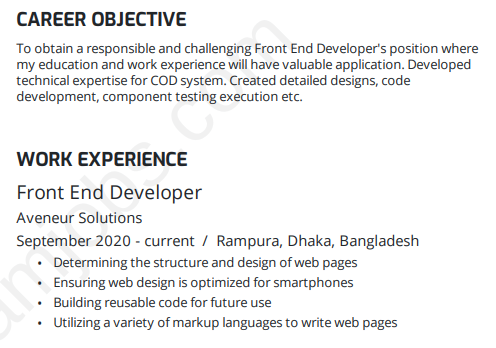 CAREER OBJECTIVE
To obtain a responsible and challenging Front End Developer's position where
my education and work experience will have valuable application. Developed
technical expertise for COD system. Created detailed designs, code
development, component testing execution etc.
WORK EXPERIENCE
Front End Developer
Aveneur Solutions
September 2020 - current / Rampura, Dhaka, Bangladesh
• Determining the structure and design of web pages
• Ensuring web design is optimized for smartphones
• Building reusable code for future use
• Utilizing a variety of markup languages to write web pages